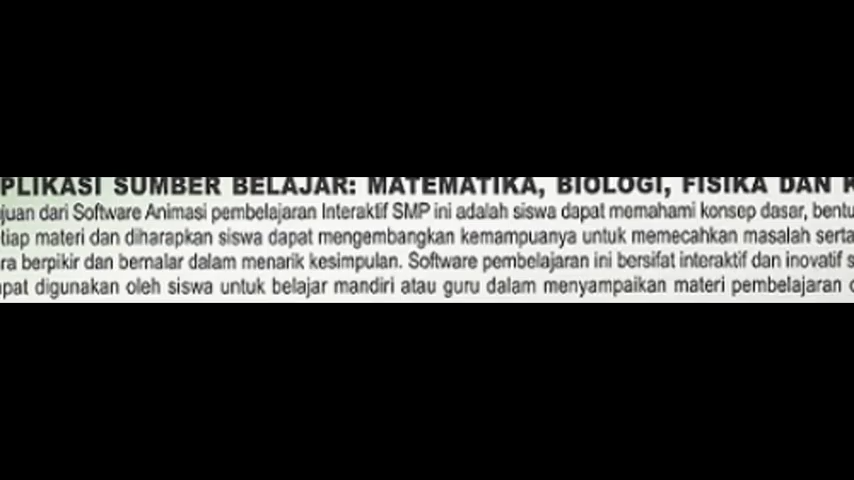 PLIKASI SUMBER BELAJAR: MATEMATIKA, BIOLOGI, FISIKA DAN
juan dari Software Animasi pembelajaran Interaktif SMP ini adalah siswa dapat memahami konsep dasar, bentu
tiap materi dan diharapkan siswa dapat mengembangkan kemampuanya untuk memecahkan masalah serta
ra berpikir dan bernalar dalam menarik kesimpulan. Software pembelajaran ini bersifat interaktif dan inovatif s
pat digunakan oleh siswa untuk belajar mandiri atau guru dalam menyampaikan materi pembelajaran